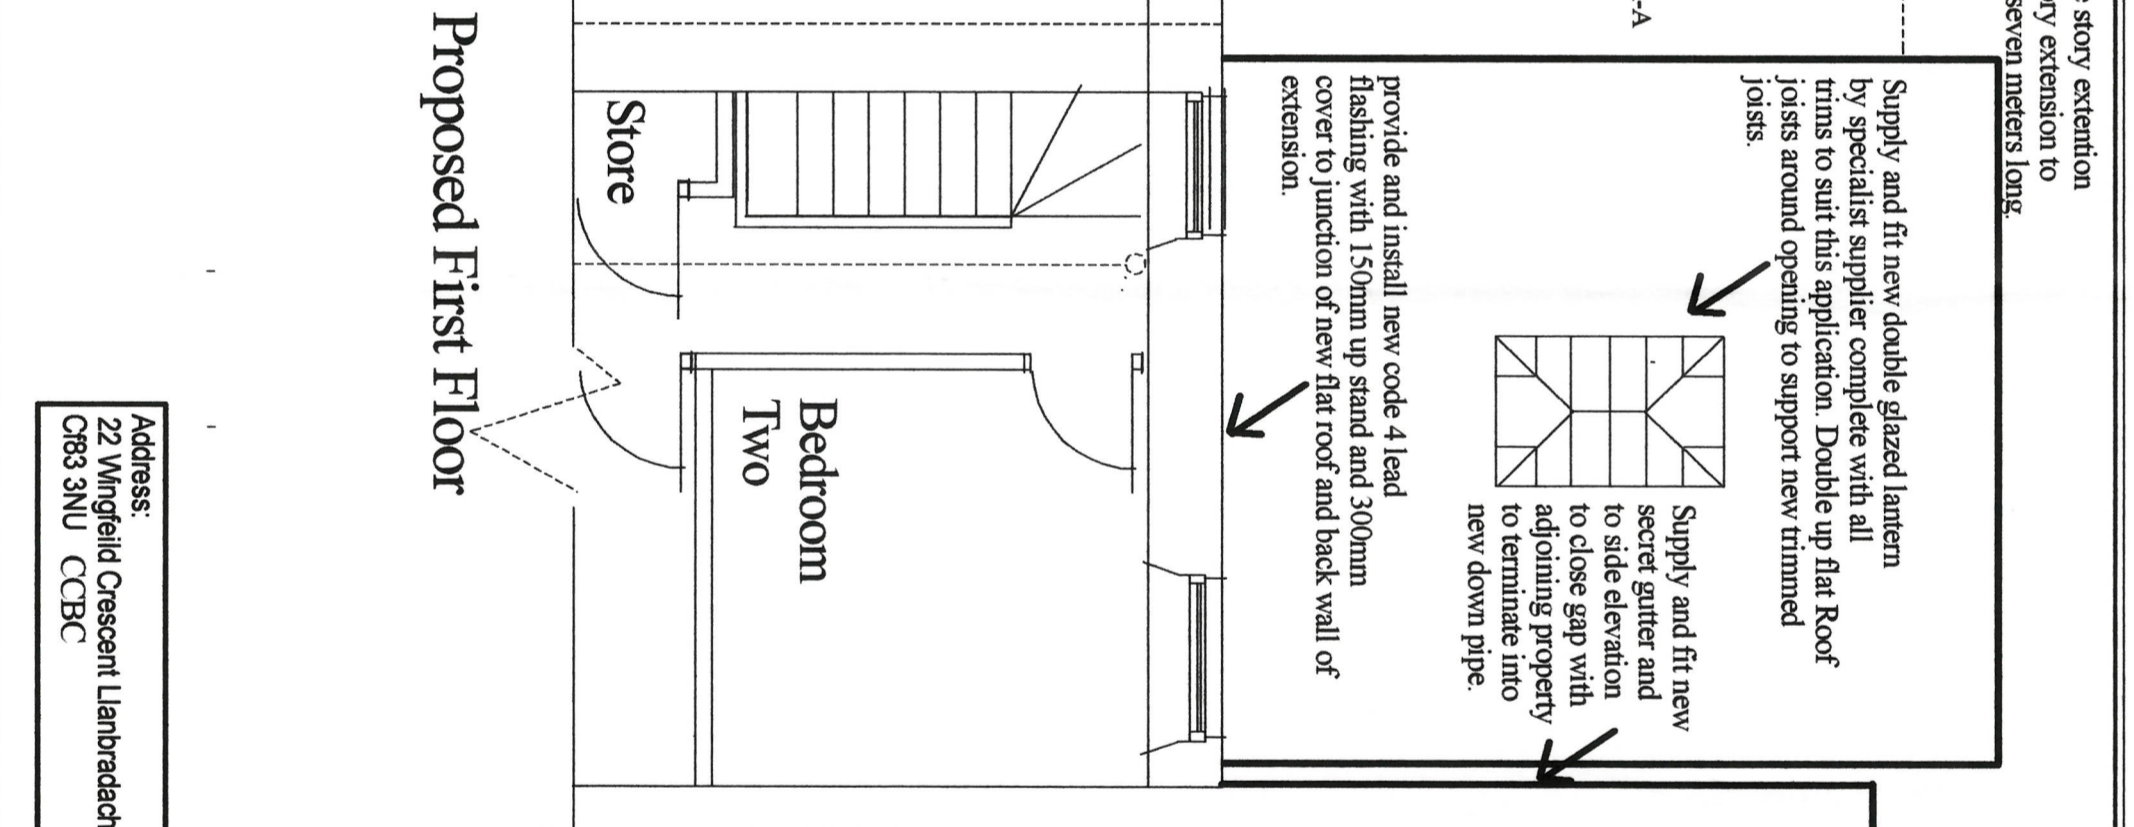 e story extention
ry extension to
seven meters long.
-A
Supply and fit new double glazed lantern
by specialist supplier complete with all
trims to suit this application. Double up flat Roof
joists around opening to support new trimmed
joists.
Supply and fit new
secret gutter and
to side elevation
to close gap with
adjoining property
to terminate into
new down pipe.
provide and install new code 4 lead
flashing with 150mm up stand and 300mm
cover to junction of new flat roof and back wall of
extension.
Store
Bedroom
Two
Proposed First Floor
Address:
22 Wingfeild Crescent Llanbradach
Cf83 3NU CCBC